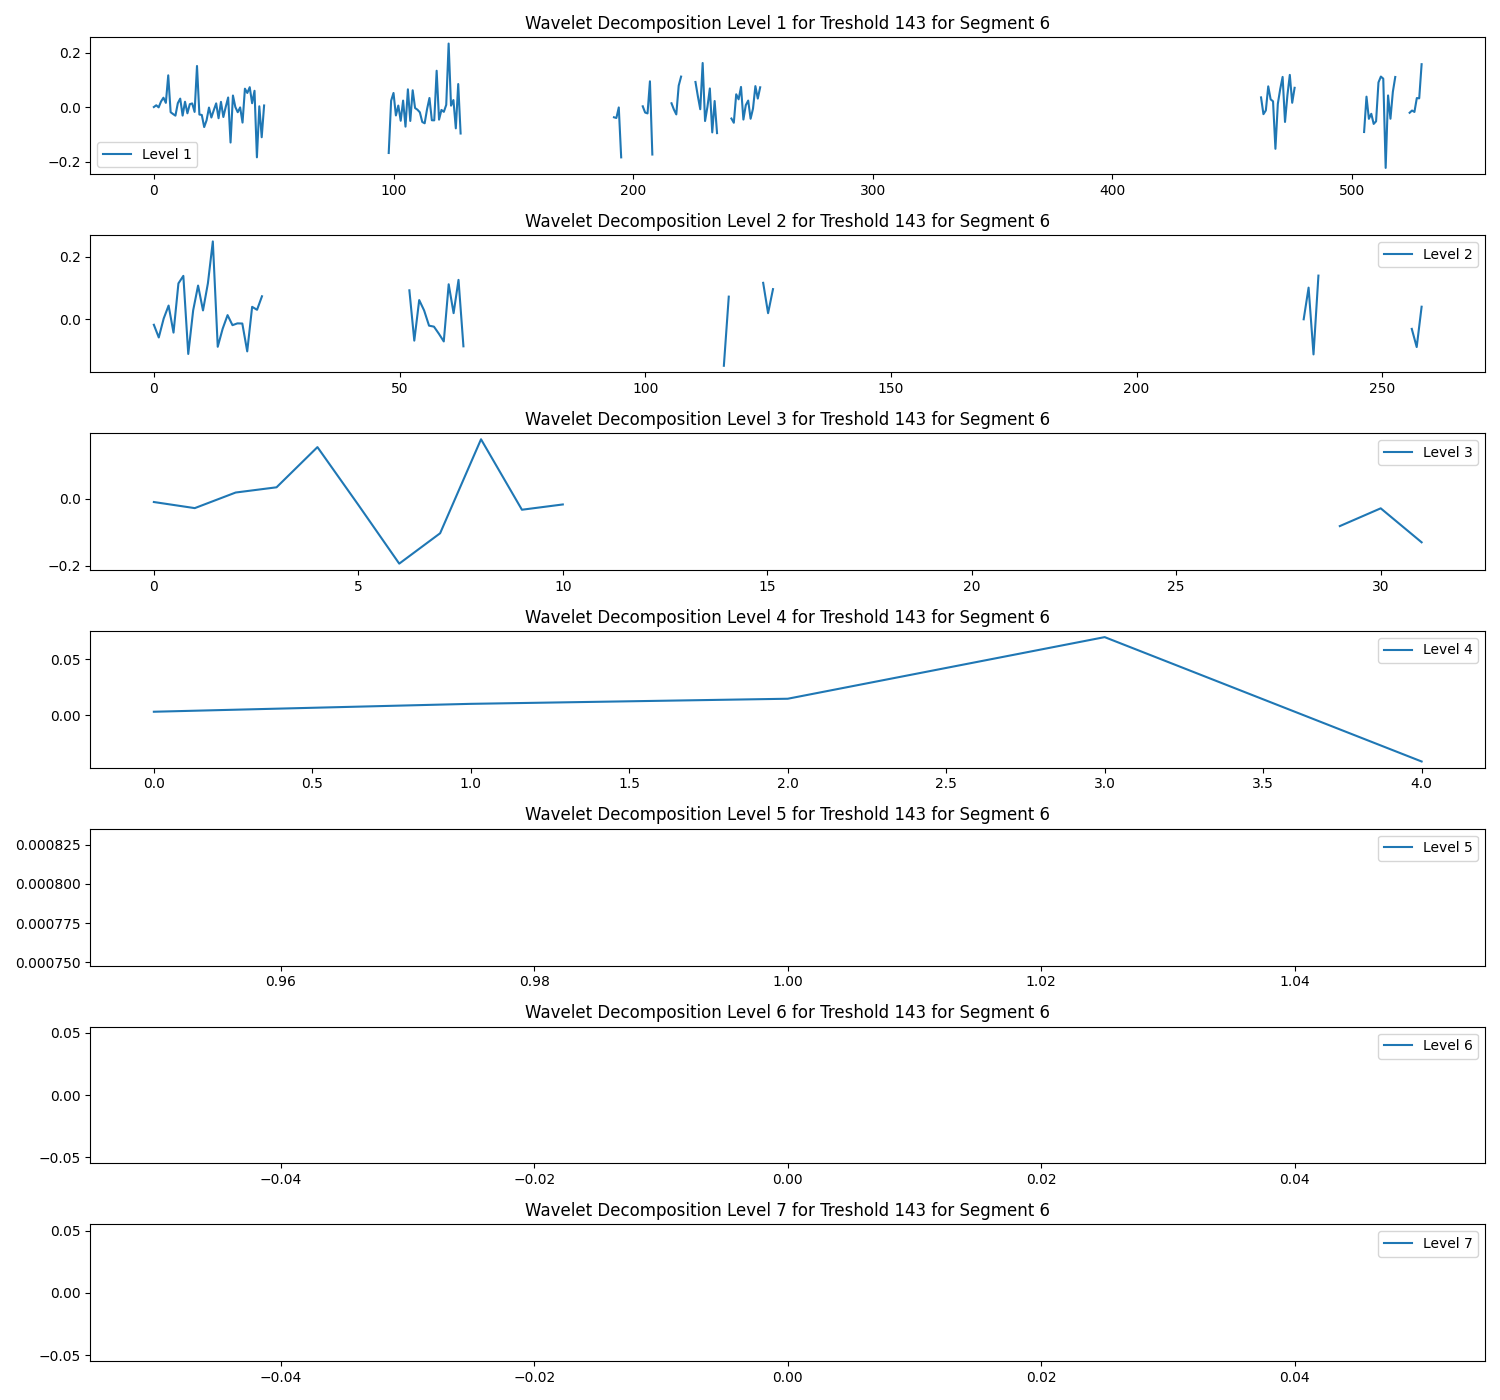 Wavelet Decomposition Level 1 for Treshold 143 for Segment 6
0.2
0.0
−0.2
Level 1
0 100 200 300 400 500
Wavelet Decomposition Level 2 for Treshold 143 for Segment 6
0.2
0.0
Level 2
0 50 100 150 200 250
Wavelet Decomposition Level 3 for Treshold 143 for Segment 6
0.0
−0.2
Level 3
0 5 10 15 20 25 30
Wavelet Decomposition Level 4 for Treshold 143 for Segment 6
0.05
0.00
Level 4
0.0 0.5 1.0 1.5 2.0 2.5 3.0 3.5 4.0
Wavelet Decomposition Level 5 for Treshold 143 for Segment 6
0.000825
0.000800
0.000775
0.000750
Level 5
0.96 0.98 1.00 1.02 1.04
Wavelet Decomposition Level 6 for Treshold 143 for Segment 6
0.05
0.00
−0.05
Level 6
−0.04 −0.02 0.00 0.02 0.04
Wavelet Decomposition Level 7 for Treshold 143 for Segment 6
0.05
0.00
−0.05
Level 7
−0.04 −0.02 0.00 0.02 0.04